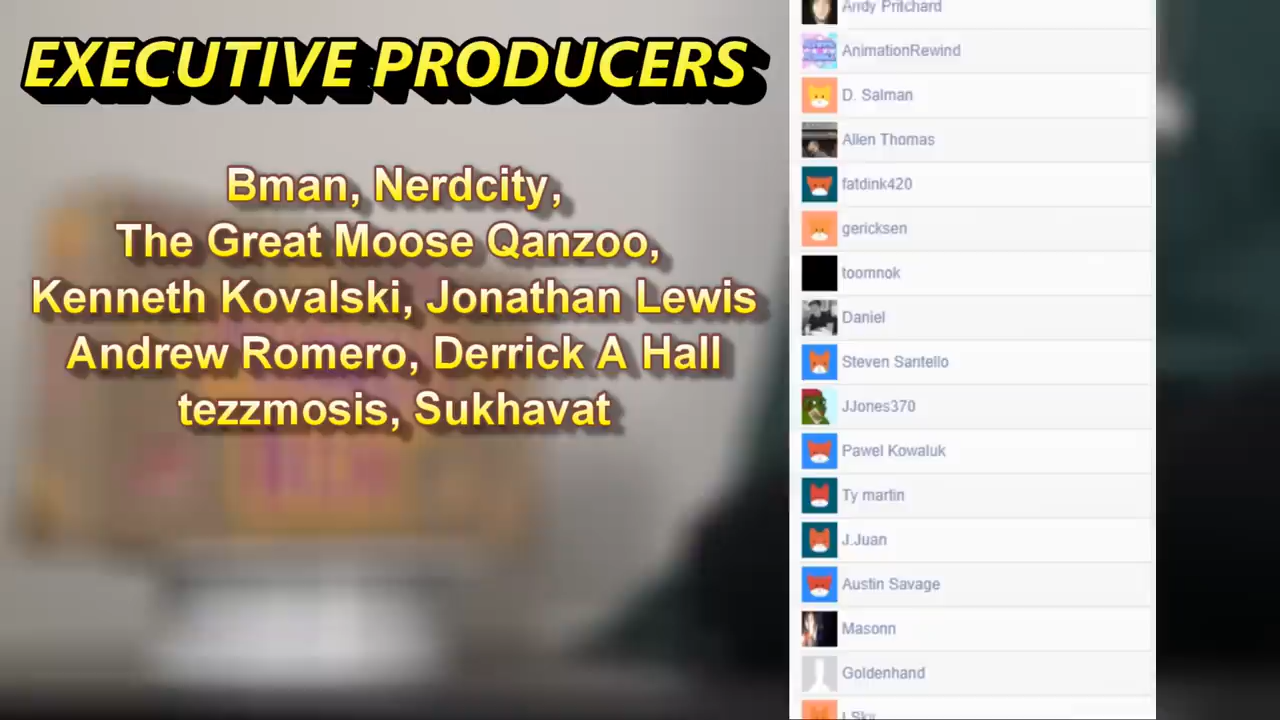 EXECUTIVE PRODUCERS
Bman, Nerdcity,
The Great Moose Qanzoo,
Kenneth Kovalski, Jonathan Lewis
Andrew Romero, Derrick A Hall
tezzmosis, Sukhavat
Andy Pritchard
AnimationRewind
D. Salman
Allen Thomas
fatdink420
gericksen
toomnok
Daniel
Steven Santello
JJones370
Pawel Kowaluk
Ty martin
J.Juan
Austin Savage
Masonn
Goldenhand